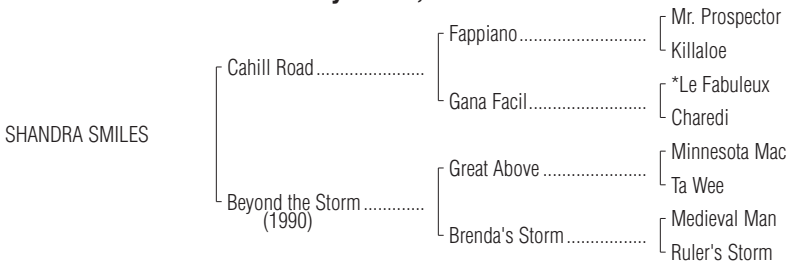 Mr. Prospector
Fappiano
Killaloe
Cahill Road
*Le Fabuleux
Gana Facil
Charedi
SHANDRA SMILES
Minnesota Mac
Great Above
Ta Wee
Beyond the Storm
(1990)
Medieval Man
Brenda's Storm
Ruler's Storm